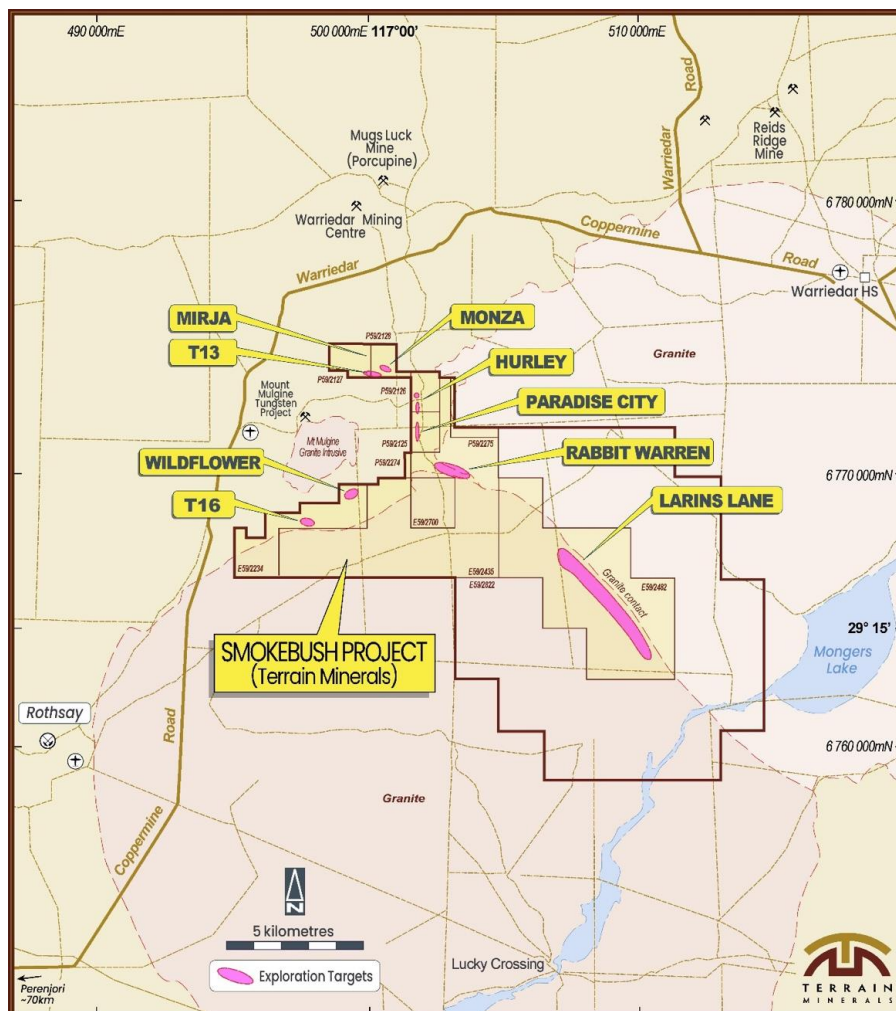 490 000mE
500 000mE
117°00'
510 000mE
Road
Warriedar
Reids
Ridge
Mine
Mugs Luck
Mine
(Porcupine)
Warriedar Mining
Centre
6 780 000mN
Coppermine
Road
Warriedar
Warriedar HS
MIRJA
MONZA
P59/2128
T13
HURLEY
Granite
P59/2127
P59/2126
Mount
Mulgine
Tungsten
Project
PARADISE CITY
Mt Mulgine
Granite Intrusive
P59/2125
P59/2275
RABBIT WARREN
WILDFLOWER
P59/2274
6 770 000mN
T16
LARINS LANE
E59/2700
E59/2234
E59/2435
E59/2822
Granite contact
E59/2482
SMOKEBUSH PROJECT
(Terrain Minerals)
29° 15'
Mongers
Lake
Rothsay
Road
6 760 000mN
Granite
Coppermine
N
5 kilometres
Exploration Targets
Lucky Crossing
Perenjori
~70km
TERRAIN
MINERALS